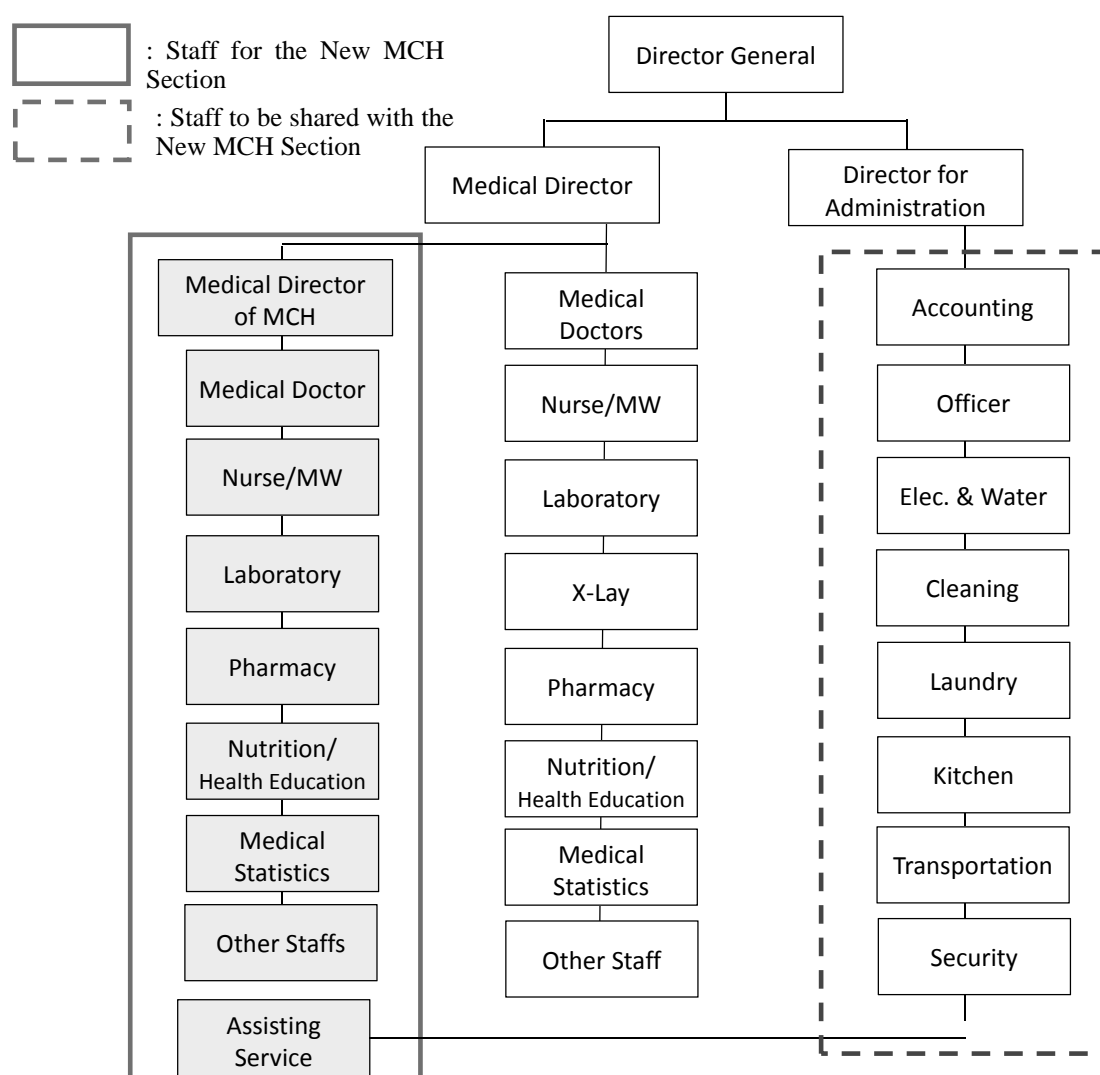 : Staff for the New MCH
Section
: Staff to be shared with the
New MCH Section
Director General
Medical Director
Director for
Administration
Medical Director
of MCH
Medical Doctor
Nurse/MW
Laboratory
Pharmacy
Nutrition/
Health Education
Medical
Statistics
Other Staffs
Assisting
Service
Medical
Doctors
Nurse/MW
Laboratory
X-Lay
Pharmacy
Nutrition/
Health Education
Medical
Statistics
Other Staff
Accounting
Officer
Elec. & Water
Cleaning
Laundry
Kitchen
Transportation
Security